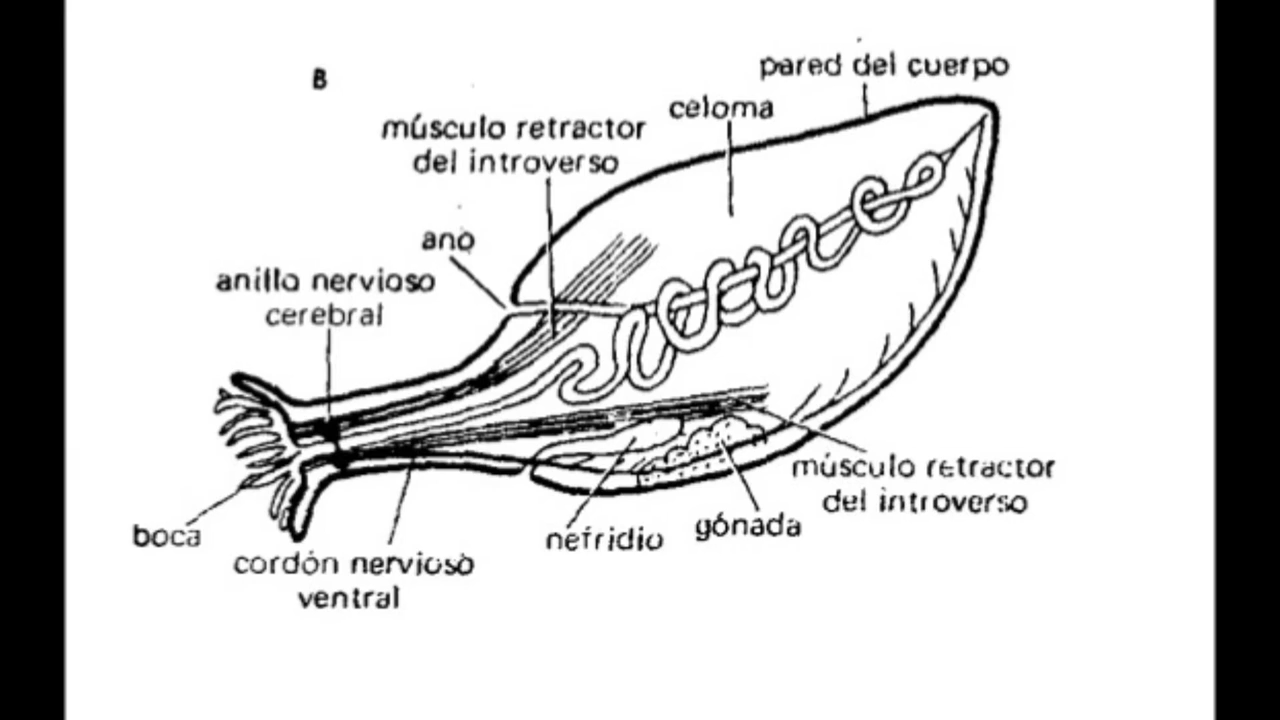 B
pared del cuerpo
celoma
músculo retractor
del introverso
ano
anillo nervioso
cerebral
músculo retractor
del introverso
boca
nefridio
gónada
cordón nervioso
ventral